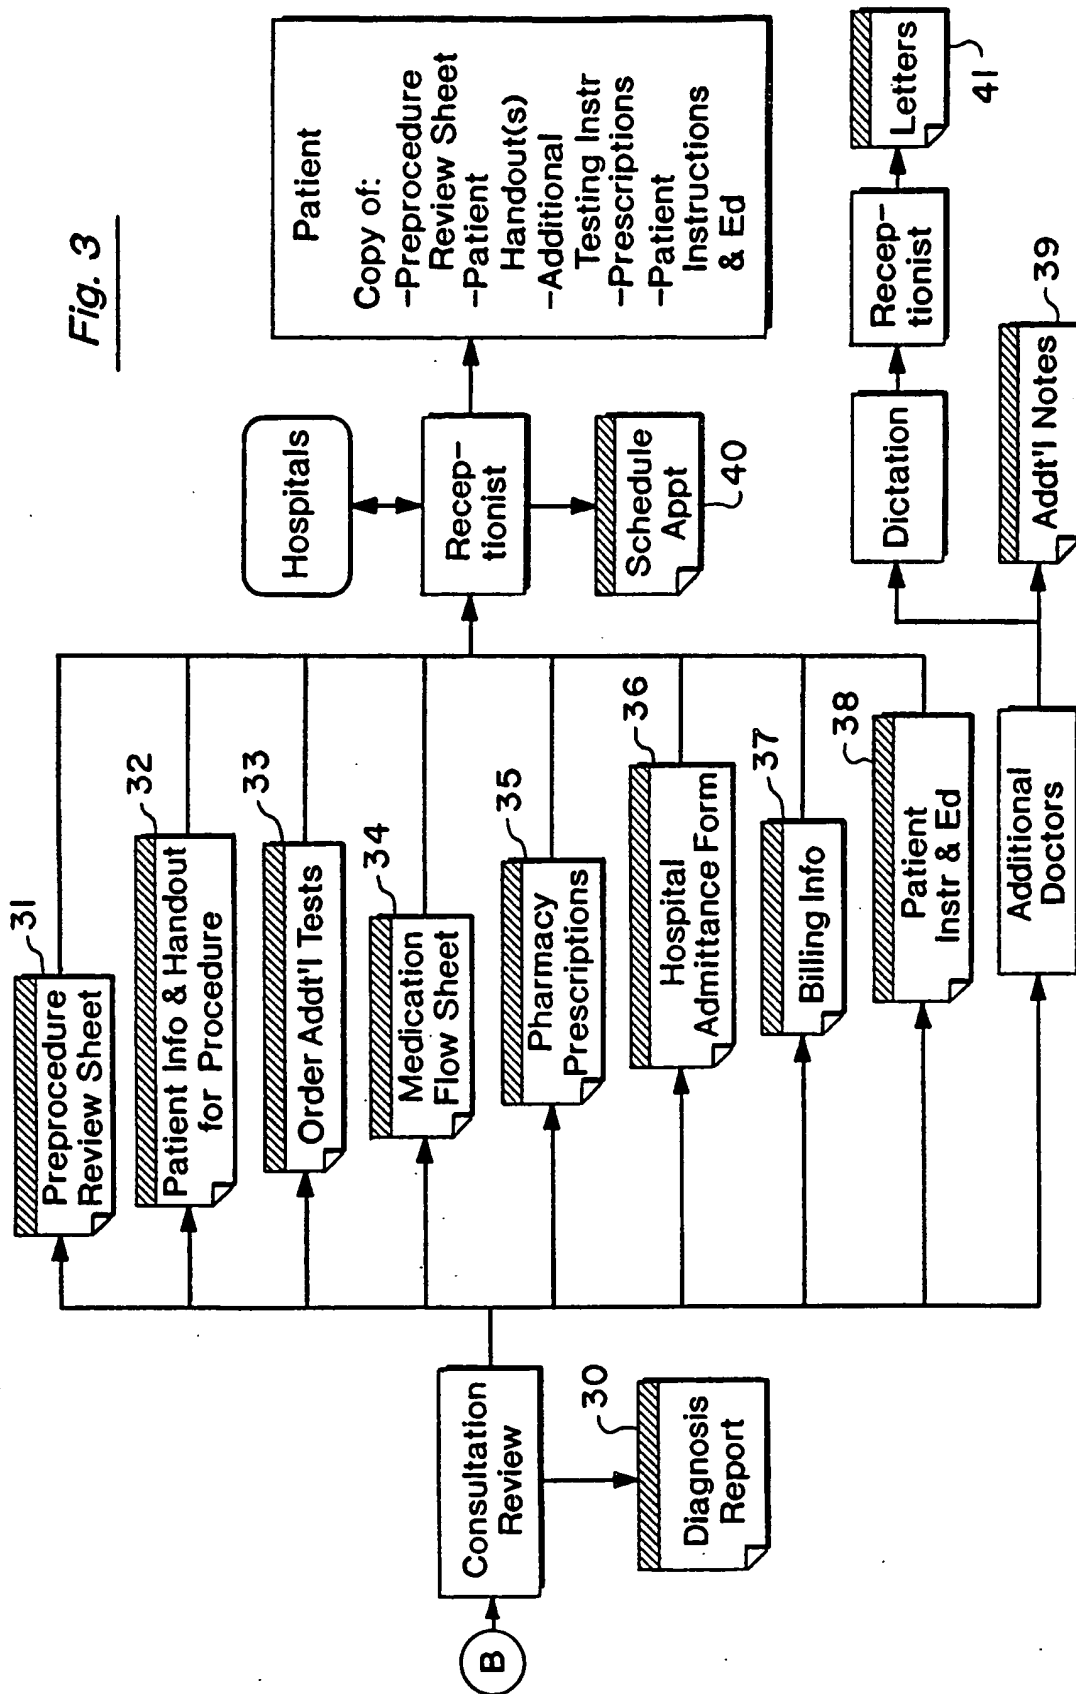 Fig. 3
B
Consultation
Review
30
Diagnosis
Report
31
Preprocedure
Review Sheet
32
Patient Info & Handout
for Procedure
33
Order Addt'l Tests
34
Medication
Flow Sheet
35
Pharmacy
Prescriptions
36
Hospital
Admittance Form
37
Billing Info
38
Patient
Instr & Ed
Additional
Doctors
Hospitals
Recep-
tionist
Schedule
Appt
40
Patient
Copy of:
-Preprocedure
Review Sheet
-Patient
Handout(s)
-Additional
Testing Instr
-Prescriptions
-Patient
Instructions
& Ed
Dictation
Recep-
tionist
Letters
41
Addt'l Notes
39